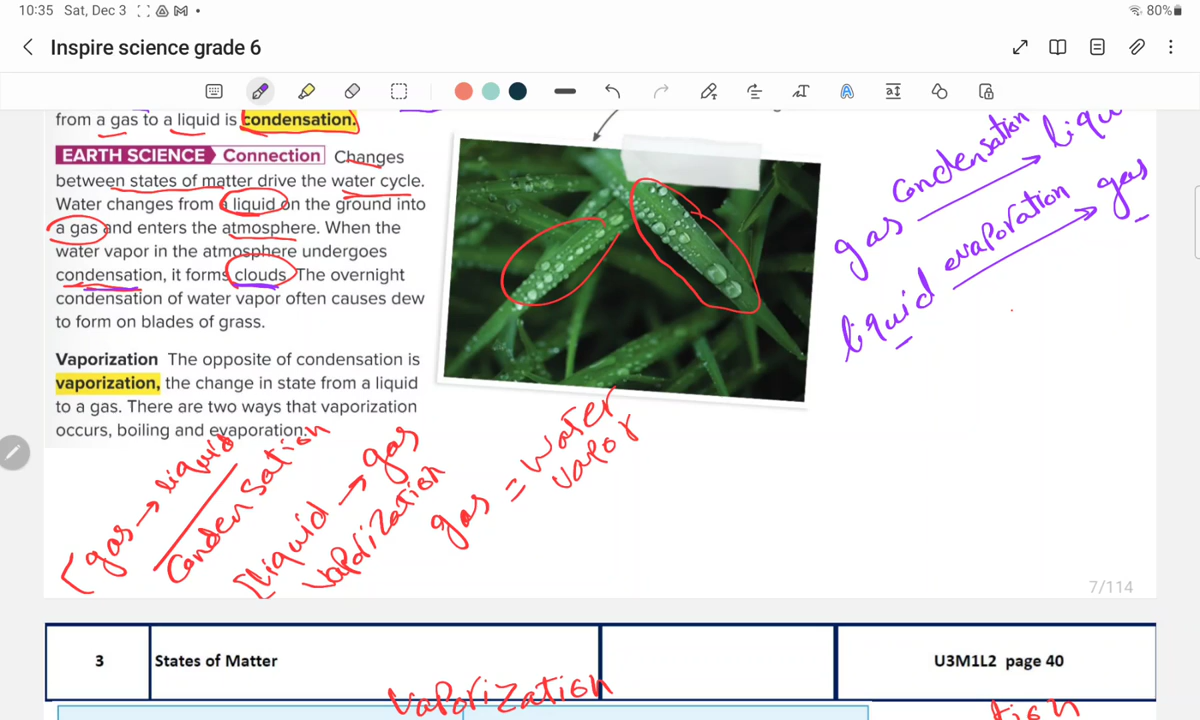 10:35 Sat, Dec 3
80%
Inspire science grade 6
from a gas to a liquid is condensation.
EARTH SCIENCE Connection Changes
between states of matter drive the water cycle.
Water changes from a liquid on the ground into
a gas and enters the atmosphere. When the
water vapor in the atmosphere undergoes
condensation, it forms clouds. The overnight
condensation of water vapor often causes dew
to form on blades of grass.
Vaporization The opposite of condensation is
vaporization, the change in state from a liquid
to a gas. There are two ways that vaporization
occurs, boiling and evaporation.
gas condensation → liqu
liquid evaporation → gas
[gas → liquid
Condensation
[liquid → gas
vaporization
gas = water
vapor
7/114
3 States of Matter U3M1L2 page 40
Vaporization
tion